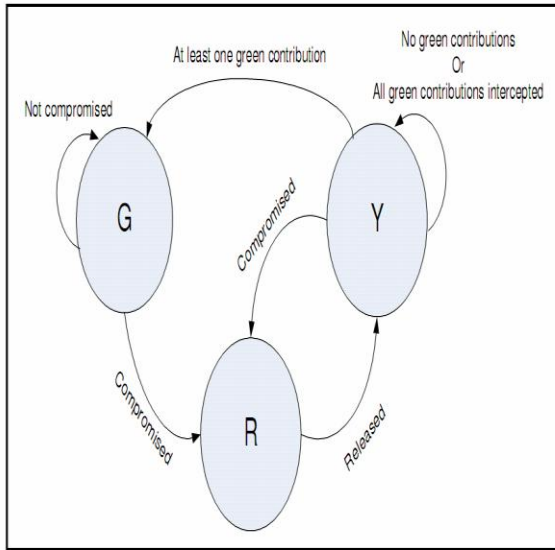 No green contributions
Or
All green contributions intercepted
At least one green contribution
Not compromised
G
Y
Compromised
Compromised
R
Released